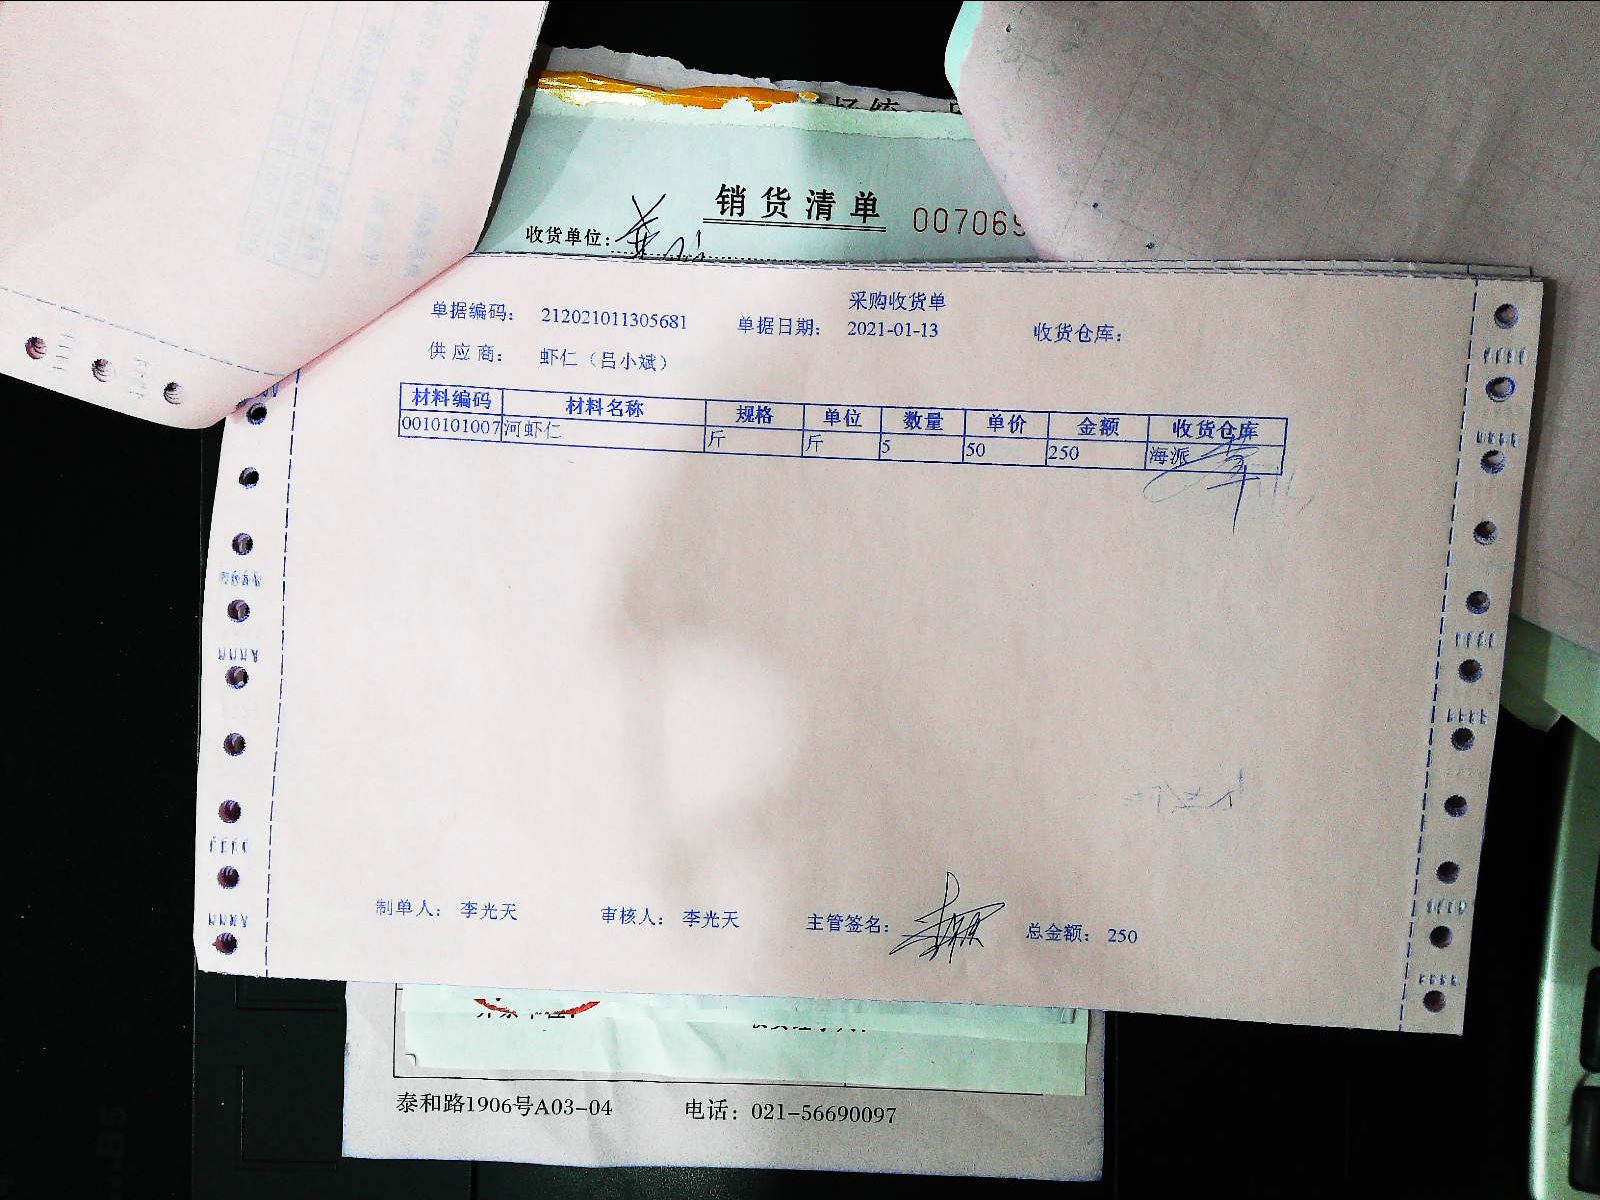 销货清单 007069
收货单位：
采购收货单
单据编码： 212021011305681 单据日期： 2021-01-13 收货仓库：
供应商： 虾仁（吕小斌）
材料编码 材料名称 规格 单位 数量 单价 金额 收货仓库
0010101007 河虾仁 斤 斤 5 50 250 海派
制单人： 李光天 审核人： 李光天 主管签名： 总金额： 250
泰和路1906号A03-04 电话：021-56690097